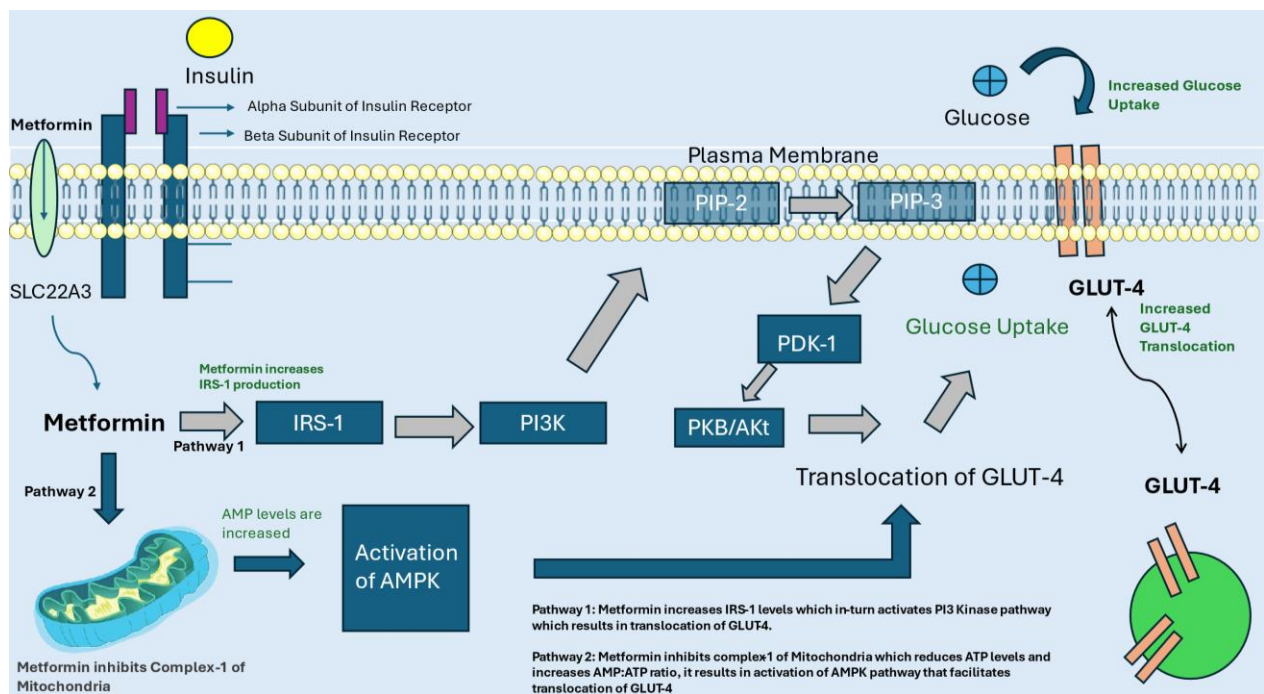 Insulin
Alpha Subunit of Insulin Receptor
Beta Subunit of Insulin Receptor
Metformin
SLC22A3
Plasma Membrane
PIP-2
PIP-3
Glucose
Increased Glucose
Uptake
GLUT-4
Increased
GLUT-4
Translocation
Glucose Uptake
PDK-1
PKB/AKt
Metformin increases
IRS-1 production
Metformin
Pathway 1
IRS-1
PI3K
Translocation of GLUT-4
GLUT-4
Pathway 2
AMP levels are
increased
Activation
of AMPK
Metformin inhibits Complex-1 of
Mitochondria
Pathway 1: Metformin increases IRS-1 levels which in-turn activates PI3 Kinase pathway
which results in translocation of GLUT-4.
Pathway 2: Metformin inhibits complex-1 of Mitochondria which reduces ATP levels and
increases AMP:ATP ratio, it results in activation of AMPK pathway that facilitates
translocation of GLUT-4